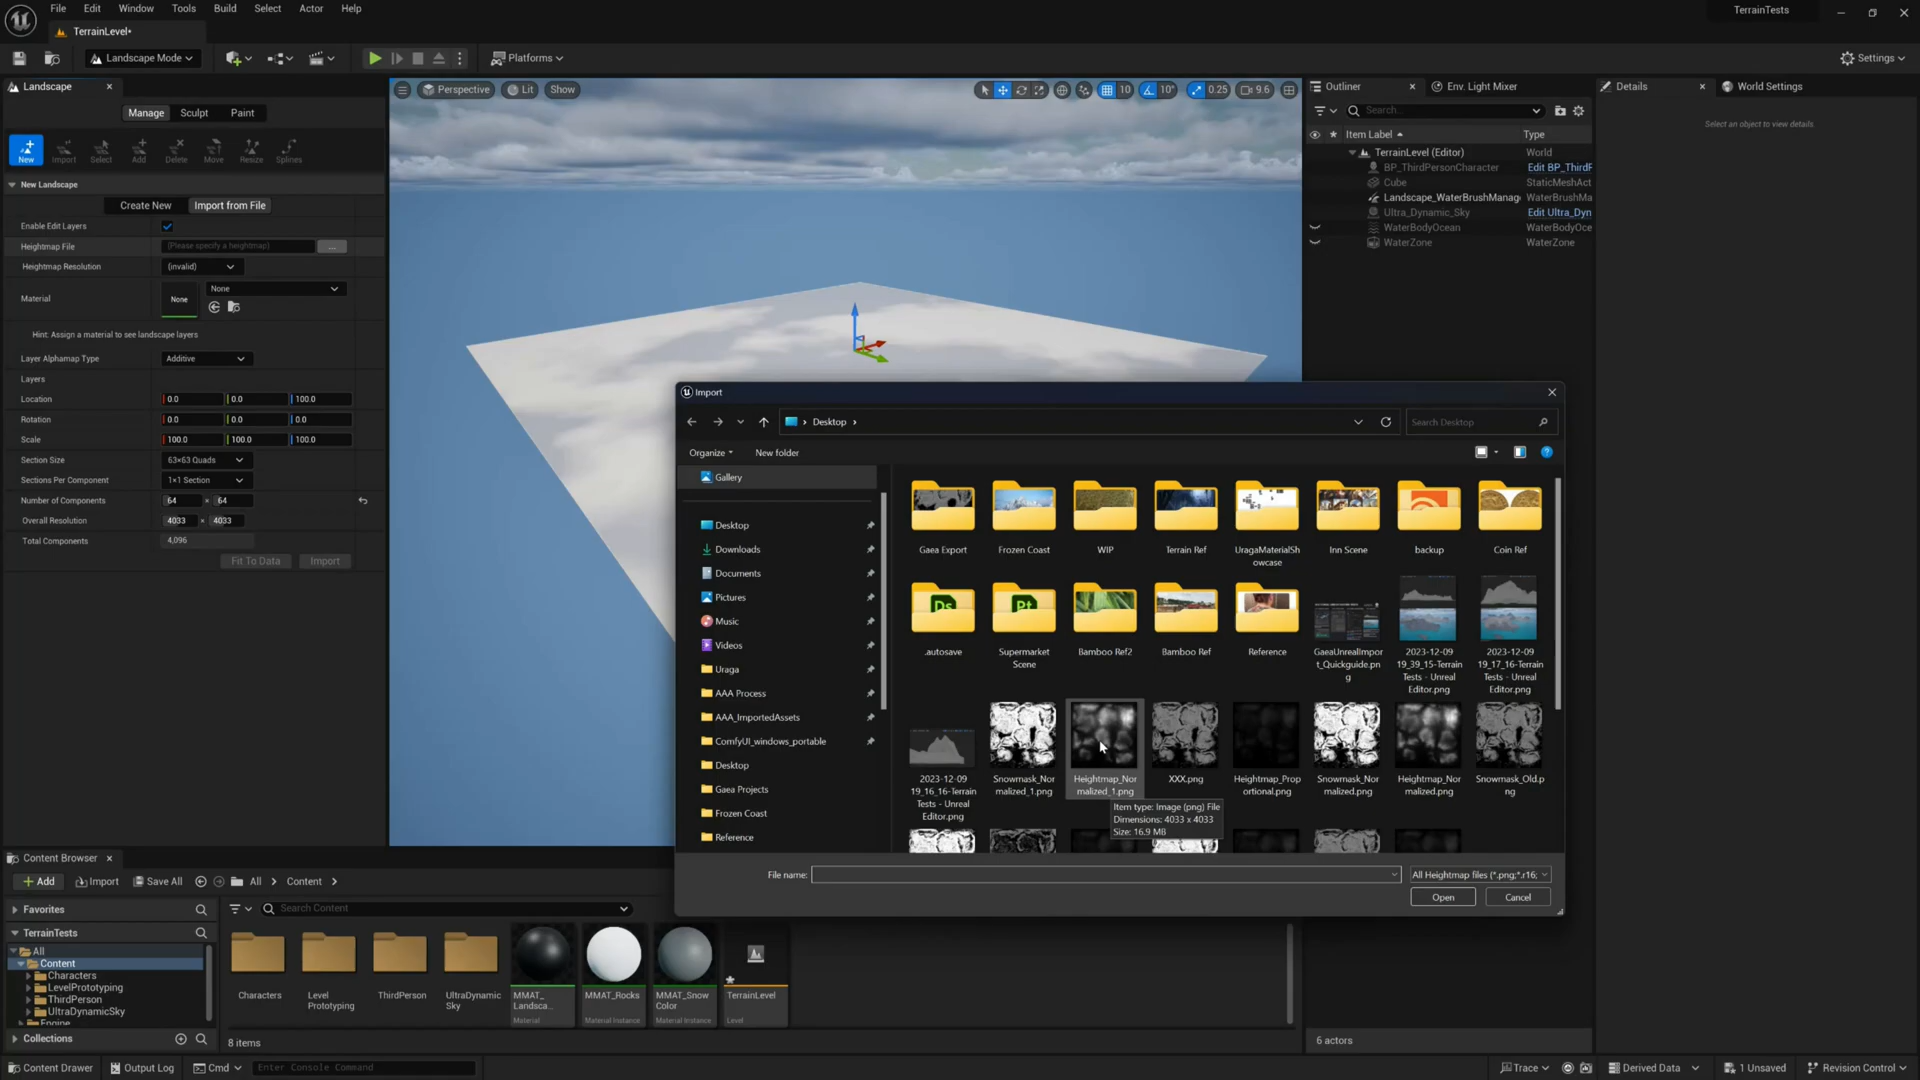 File Edit Window Tools Build Select Actor Help
TerrainTests
TerrainLevel•
Landscape Mode
Platforms
Settings
Landscape
Manage Sculpt Paint
New Import Select Add Delete Move Resize Splines
New Landscape
Create New Import from File
Enable Edit Layers
Heightmap File (Please specify a heightmap) ...
Heightmap Resolution (invalid)
Material None None
Hint: Assign a material to see landscape layers
Layer Alphamap Type Additive
Layers
Location 0.0 0.0 100.0
Rotation 0.0 0.0 0.0
Scale 100.0 100.0 100.0
Section Size 63×63 Quads
Sections Per Component 1×1 Section
Number of Components 64 × 64
Overall Resolution 4033 × 4033
Total Components 4,096
Fit To Data Import
Perspective Lit Show
10 10° 0.25 9.6
Outliner Env. Light Mixer
Search...
Item Label Type
TerrainLevel (Editor) World
BP_ThirdPersonCharacter Edit BP_ThirdF
Cube StaticMeshAct
Landscape_WaterBrushManag WaterBrushMa
Ultra_Dynamic_Sky Edit Ultra_Dyn
WaterBodyOcean WaterBodyOce
WaterZone WaterZone
6 actors
Details World Settings
Select an object to view details
Import
Desktop
Search Desktop
Organize New folder
Gallery
Desktop
Downloads
Documents
Pictures
Music
Videos
Uraga
AAA Process
AAA_ImportedAssets
ComfyUI_windows_portable
Desktop
Gaea Projects
Frozen Coast
Reference
Gaea Export Frozen Coast WIP Terrain Ref UragaMaterialSh Inn Scene backup Coin Ref
owcase
Ds Pt
.autosave Supermarket Bamboo Ref2 Bamboo Ref Reference GaeaUnrealImpor 2023-12-09 2023-12-09
Scene t_Quickguide.pn 19_39_15-Terrain 19_17_16-Terrain
g Tests - Unreal Tests - Unreal
Editor.png Editor.png
2023-12-09 Snowmask_No Heightmap_Nor XXX.png Heightmap_Prop Snowmask_Nor Heightmap_Nor Snowmask_Old.p
19_16_16-Terrain rmalized_1.png malized_1.png ortional.png malized.png malized.png ng
Tests - Unreal
Editor.png
Item type: Image (png) File
Dimensions: 4033 x 4033
Size: 16.9 MB
File name: All Heightmap files (*.png;*.r16;
Open Cancel
Content Browser
Add Import Save All All Content
Favorites
Search Content
TerrainTests
All
Content
Characters
LevelPrototyping
ThirdPerson
UltraDynamicSky
Engine
Collections
Characters Level ThirdPerson UltraDynamic MMAT_ MMAT_Rocks MMAT_Snow TerrainLevel
Prototyping Sky Landsca... Color
Material Material Instance Material Instance Level
8 items
Content Drawer Output Log Cmd Enter Console Command
Trace Derived Data 1 Unsaved Revision Control